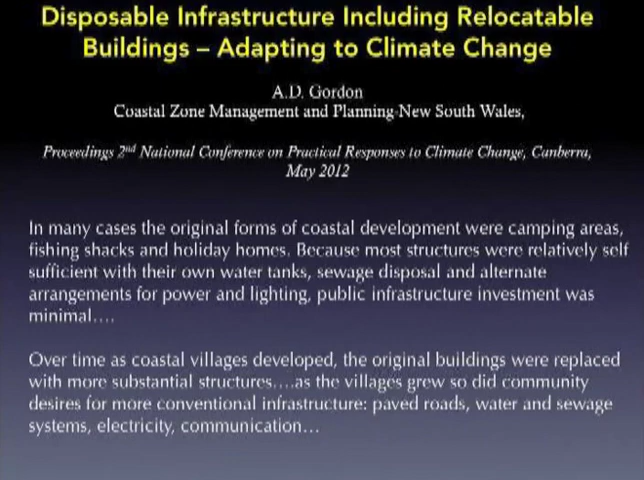 Disposable Infrastructure Including Relocatable
Buildings – Adapting to Climate Change
A.D. Gordon
Coastal Zone Management and Planning-New South Wales,
Proceedings 2nd National Conference on Practical Responses to Climate Change, Canberra,
May 2012
In many cases the original forms of coastal development were camping areas,
fishing shacks and holiday homes. Because most structures were relatively self
sufficient with their own water tanks, sewage disposal and alternate
arrangements for power and lighting, public infrastructure investment was
minimal....
Over time as coastal villages developed, the original buildings were replaced
with more substantial structures....as the villages grew so did community
desires for more conventional infrastructure: paved roads, water and sewage
systems, electricity, communication...